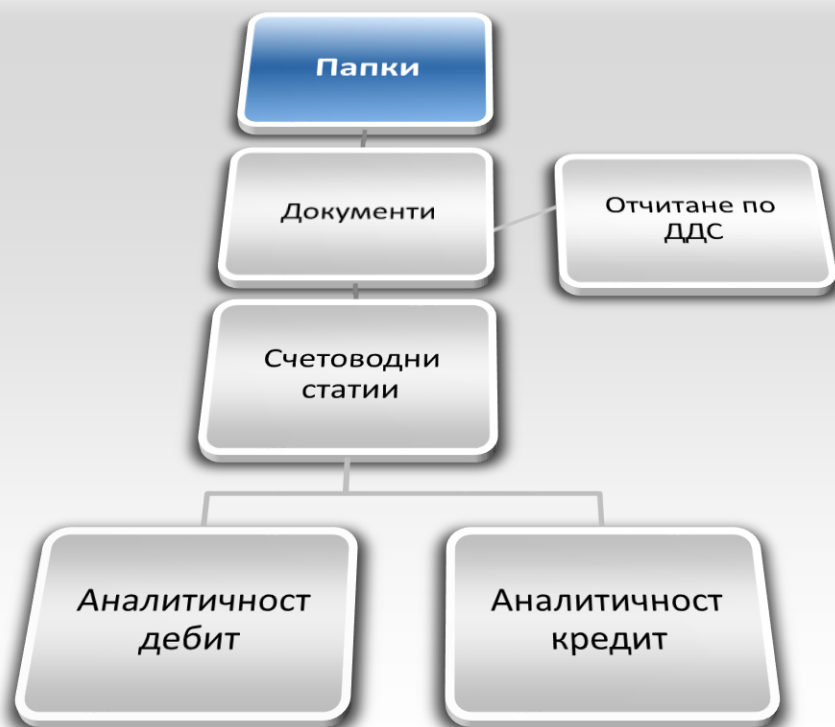 Папки
Документи
Отчитане по
ДДС
Счетоводни
статии
Аналитичност
дебит
Аналитичност
кредит